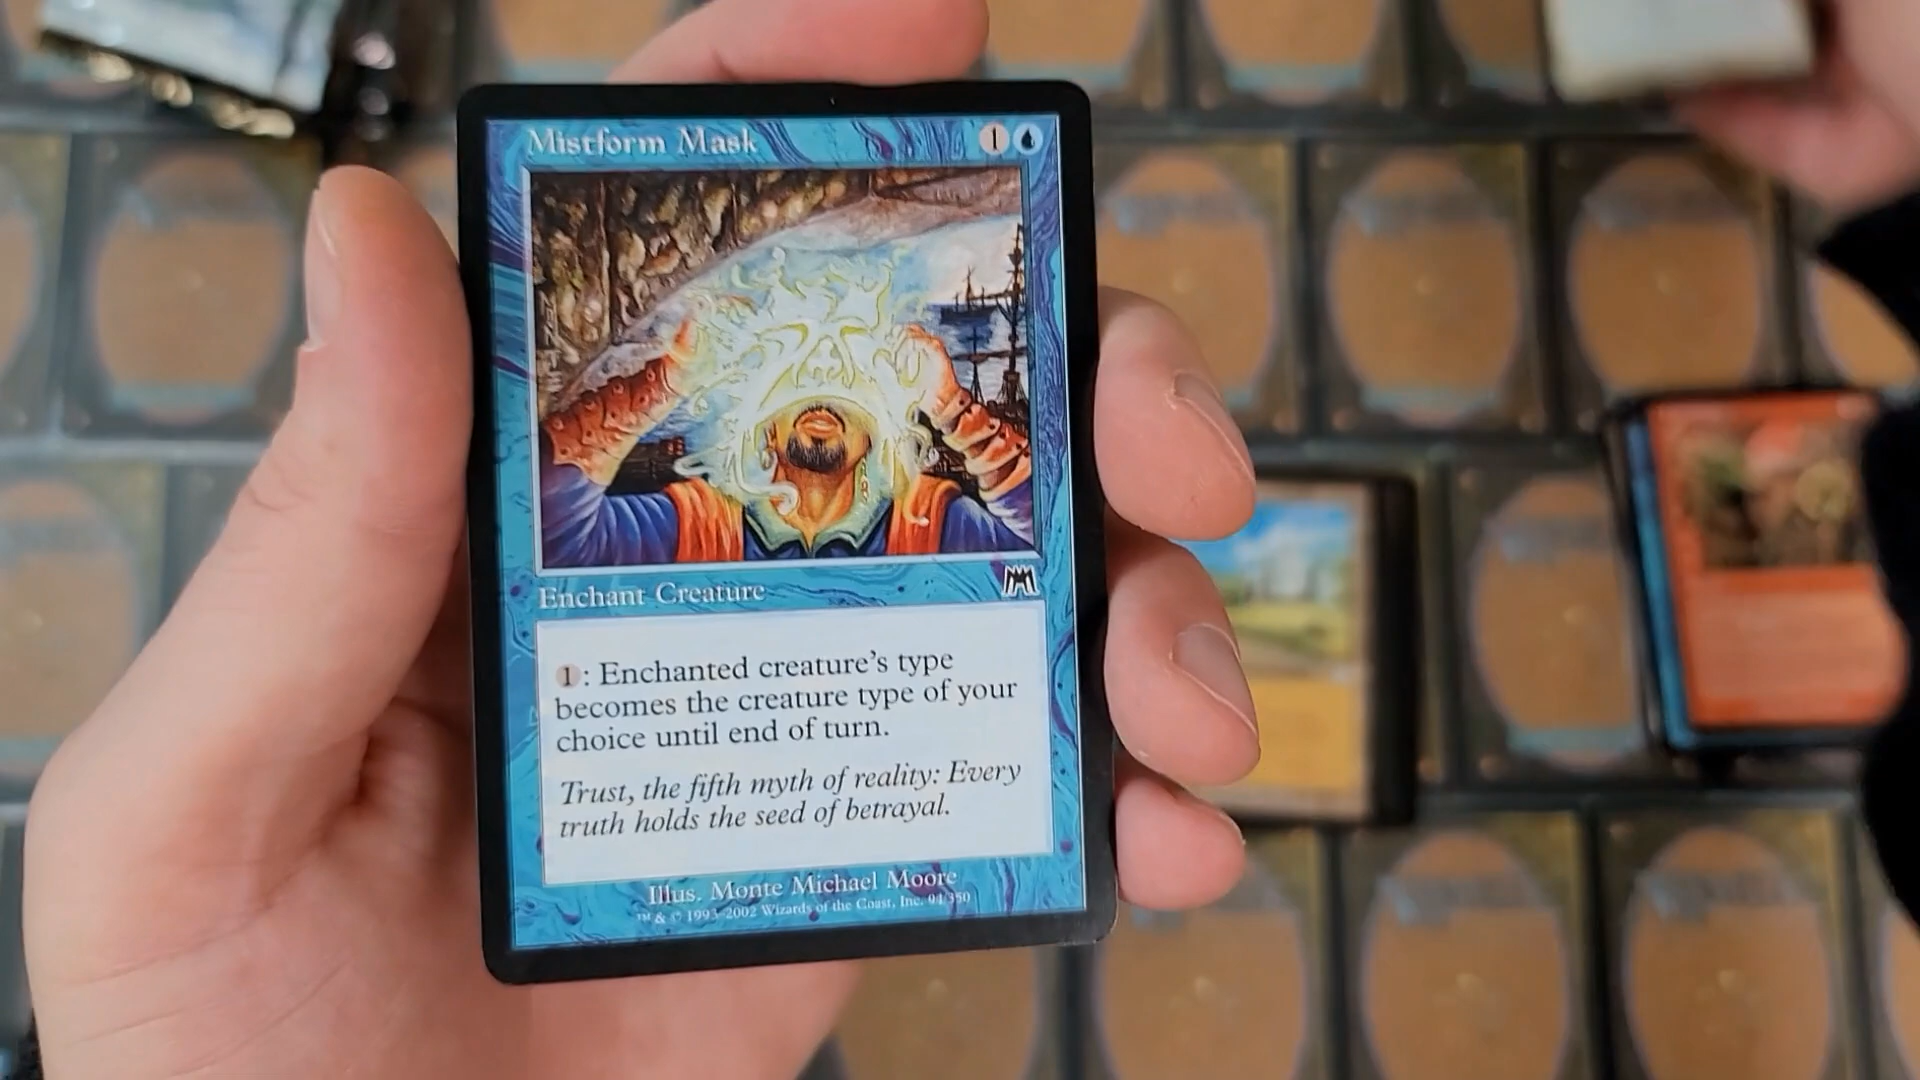 Mistform Mask 1
Enchant Creature
1: Enchanted creature's type
becomes the creature type of your
choice until end of turn.
Trust, the fifth myth of reality: Every
truth holds the seed of betrayal.
Illus. Monte Michael Moore
™ & © 1993-2002 Wizards of the Coast, Inc. 94/350